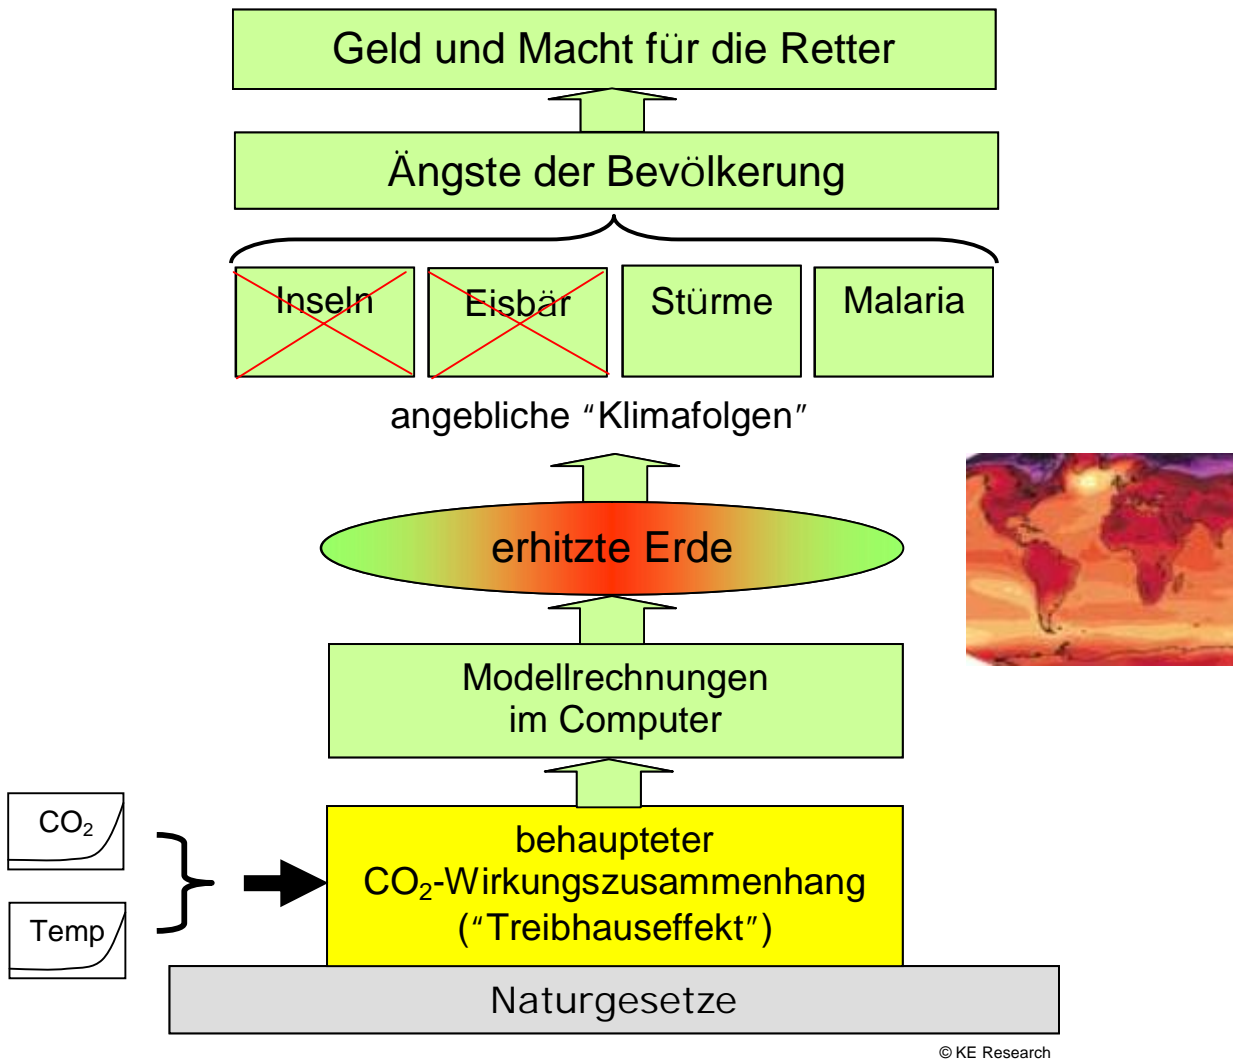 Geld und Macht für die Retter
Ängste der Bevölkerung
Inseln
Eisbär
Stürme
Malaria
angebliche “Klimafolgen”
erhitzte Erde
Modellrechnungen
im Computer
CO₂
Temp
behaupteter
CO₂-Wirkungszusammenhang
(“Treibhauseffekt”)
Naturgesetze
© KE Research